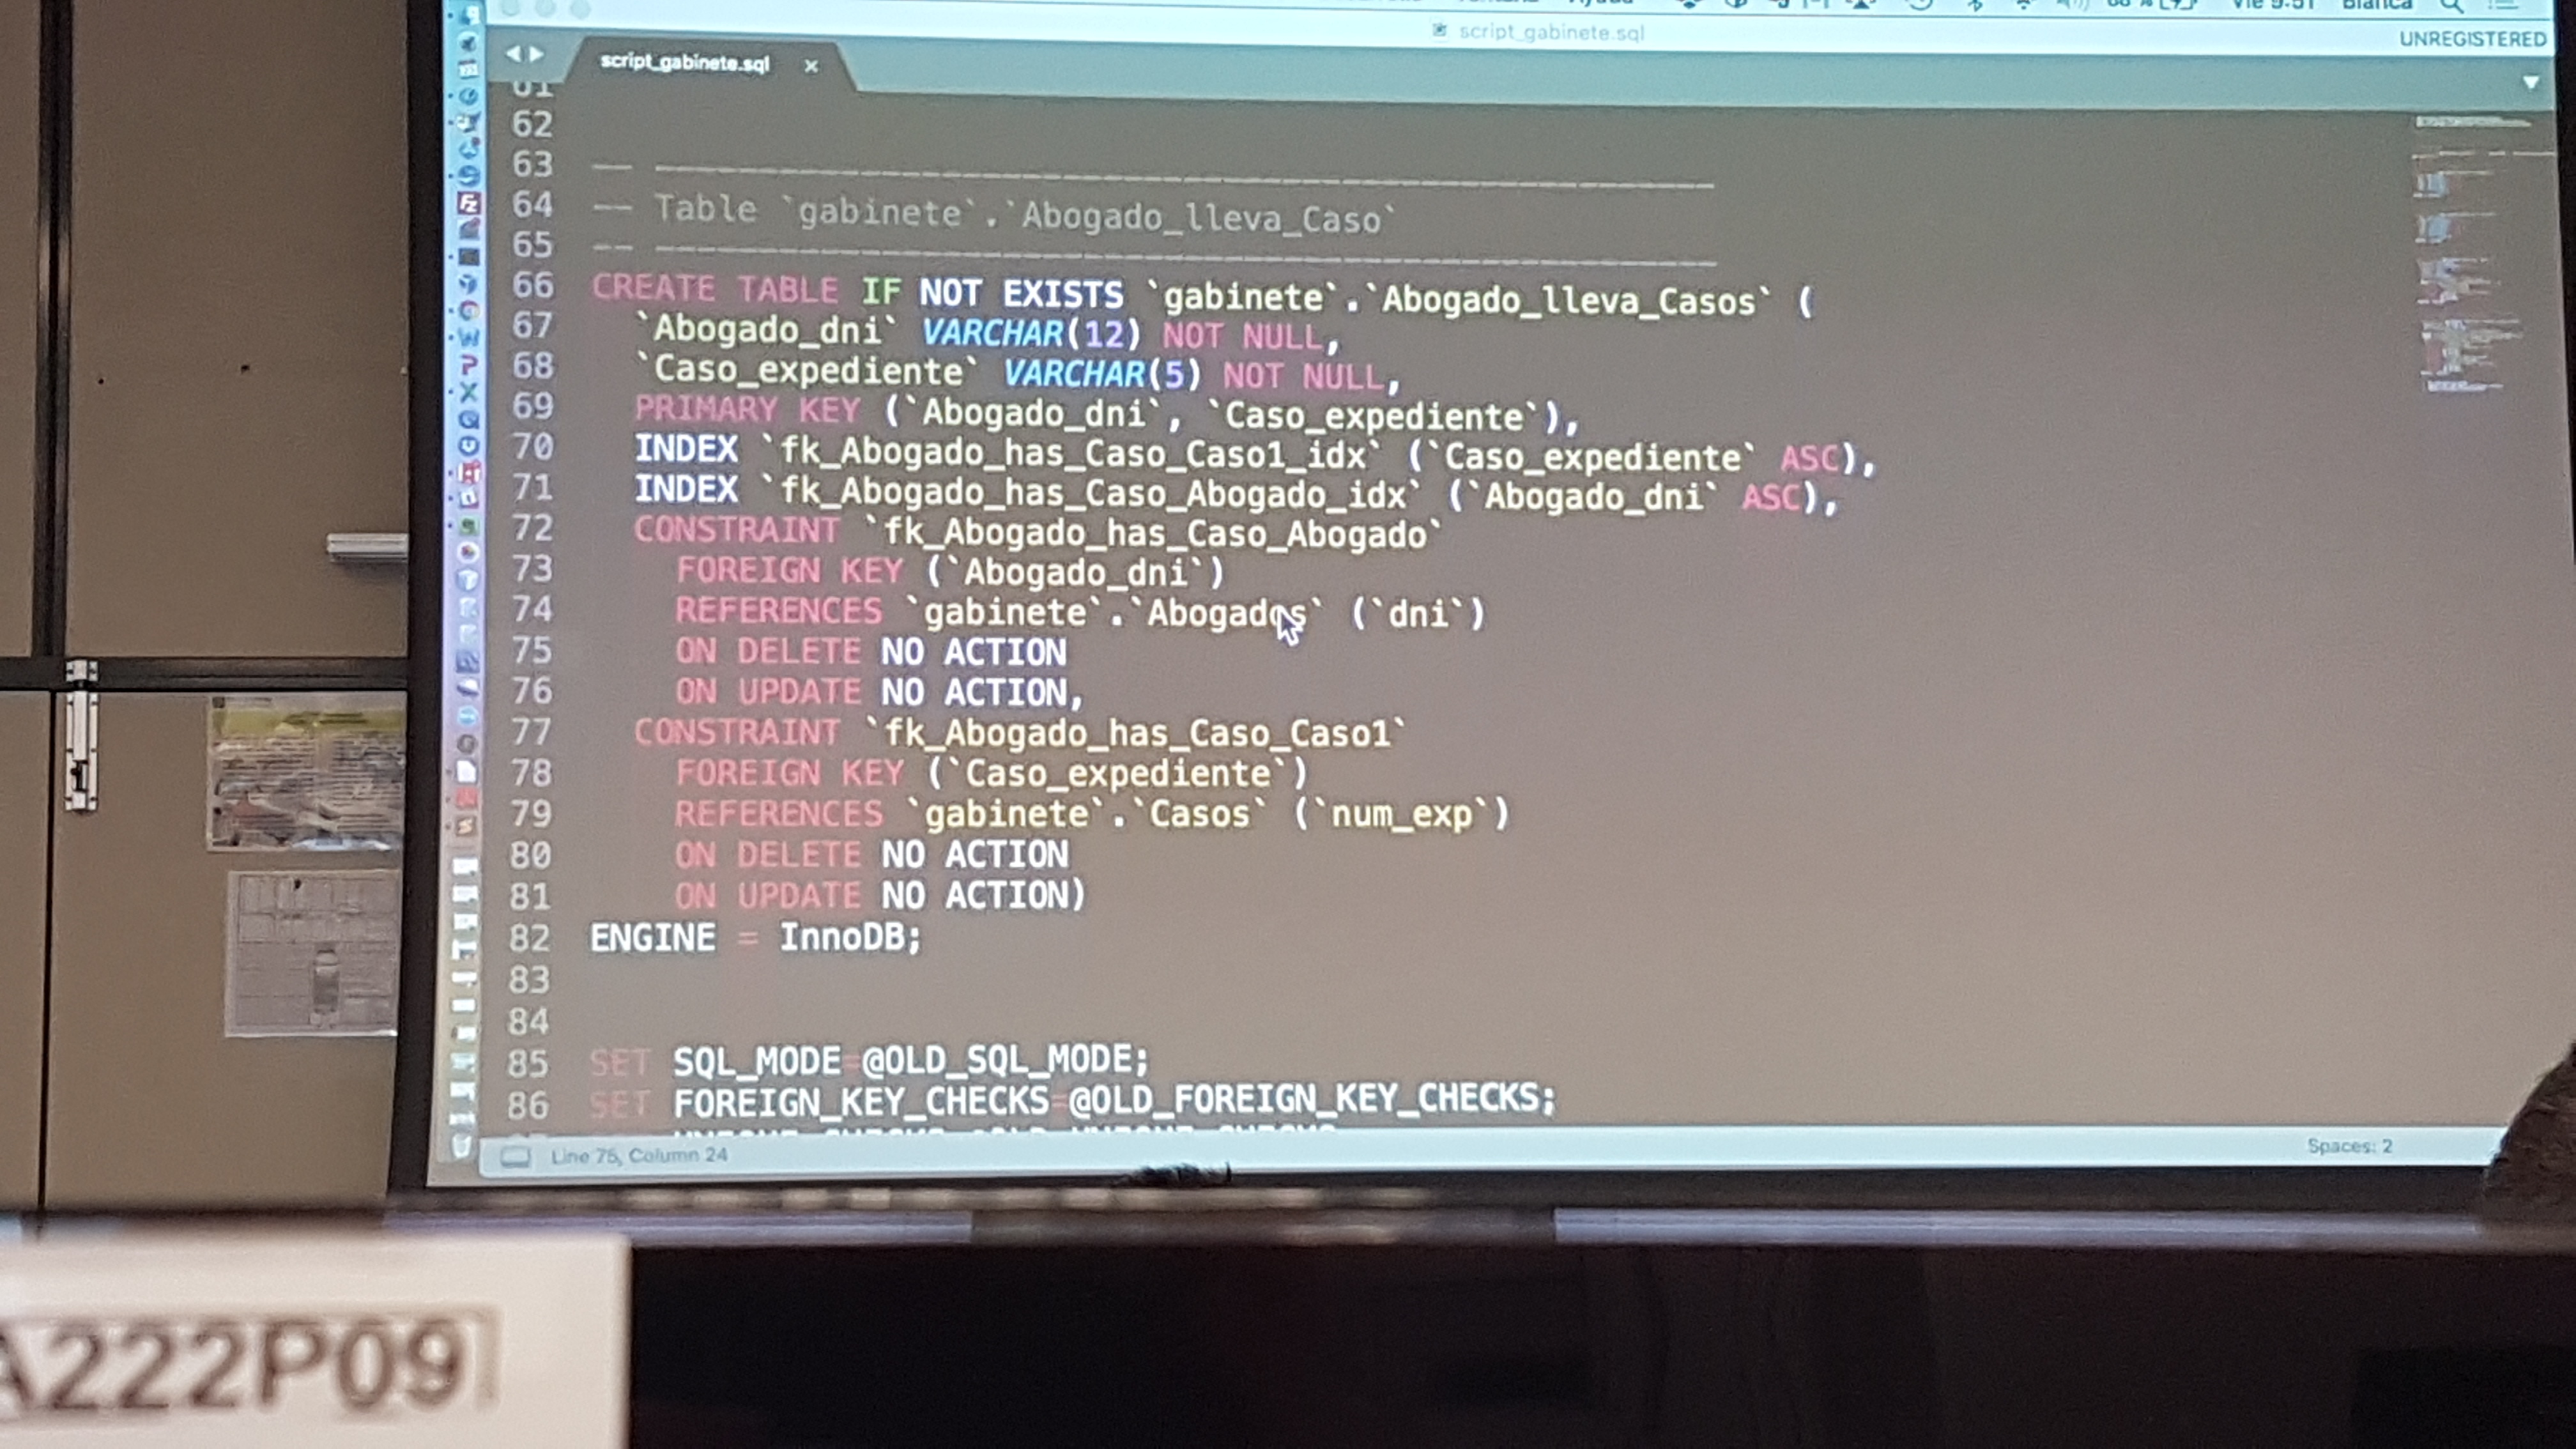 Ayuda
Vie 9:51 Blanca
script_gabinete.sql
UNREGISTERED
script_gabinete.sql ×
61
62
63 -- -----------------------------------------------------
64 -- Table `gabinete`.`Abogado_lleva_Caso`
65 -- -----------------------------------------------------
66 CREATE TABLE IF NOT EXISTS `gabinete`.`Abogado_lleva_Casos` (
67 `Abogado_dni` VARCHAR(12) NOT NULL,
68 `Caso_expediente` VARCHAR(5) NOT NULL,
69 PRIMARY KEY (`Abogado_dni`, `Caso_expediente`),
70 INDEX `fk_Abogado_has_Caso_Caso1_idx` (`Caso_expediente` ASC),
71 INDEX `fk_Abogado_has_Caso_Abogado_idx` (`Abogado_dni` ASC),
72 CONSTRAINT `fk_Abogado_has_Caso_Abogado`
73 FOREIGN KEY (`Abogado_dni`)
74 REFERENCES `gabinete`.`Abogados` (`dni`)
75 ON DELETE NO ACTION
76 ON UPDATE NO ACTION,
77 CONSTRAINT `fk_Abogado_has_Caso_Caso1`
78 FOREIGN KEY (`Caso_expediente`)
79 REFERENCES `gabinete`.`Casos` (`num_exp`)
80 ON DELETE NO ACTION
81 ON UPDATE NO ACTION)
82 ENGINE = InnoDB;
83
84
85 SET SQL_MODE=@OLD_SQL_MODE;
86 SET FOREIGN_KEY_CHECKS=@OLD_FOREIGN_KEY_CHECKS;
Line 75, Column 24
Spaces: 2
A222P09